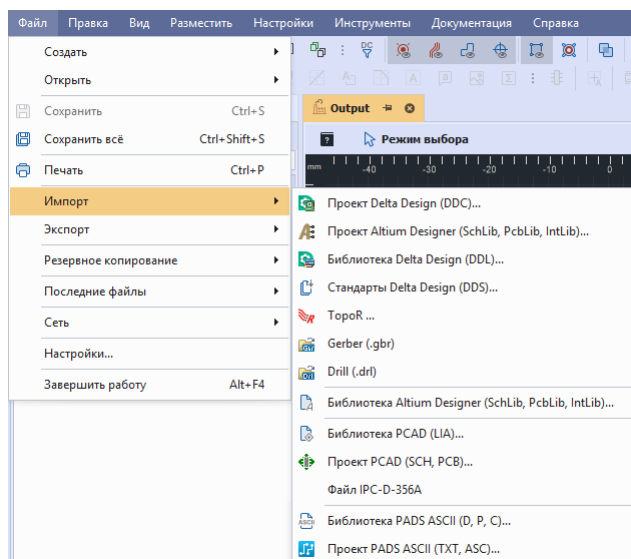 Файл Правка Вид Разместить Настройки Инструменты Документация Справка
Создать
Открыть
Сохранить Ctrl+S
Сохранить всё Ctrl+Shift+S
Печать Ctrl+P
Импорт
Экспорт
Резервное копирование
Последние файлы
Сеть
Настройки...
Завершить работу Alt+F4
DC
Output
Режим выбора
mm -40 -30 -20 -10 0
Проект Delta Design (DDC)...
Проект Altium Designer (SchLib, PcbLib, IntLib)...
Библиотека Delta Design (DDL)...
Стандарты Delta Design (DDS)...
TopoR ...
Gerber (.gbr)
Drill (.drl)
Библиотека Altium Designer (SchLib, PcbLib, IntLib)...
Библиотека PCAD (LIA)...
Проект PCAD (SCH, PCB)...
Файл IPC-D-356A
ASCII Библиотека PADS ASCII (D, P, C)...
Проект PADS ASCII (TXT, ASC)...